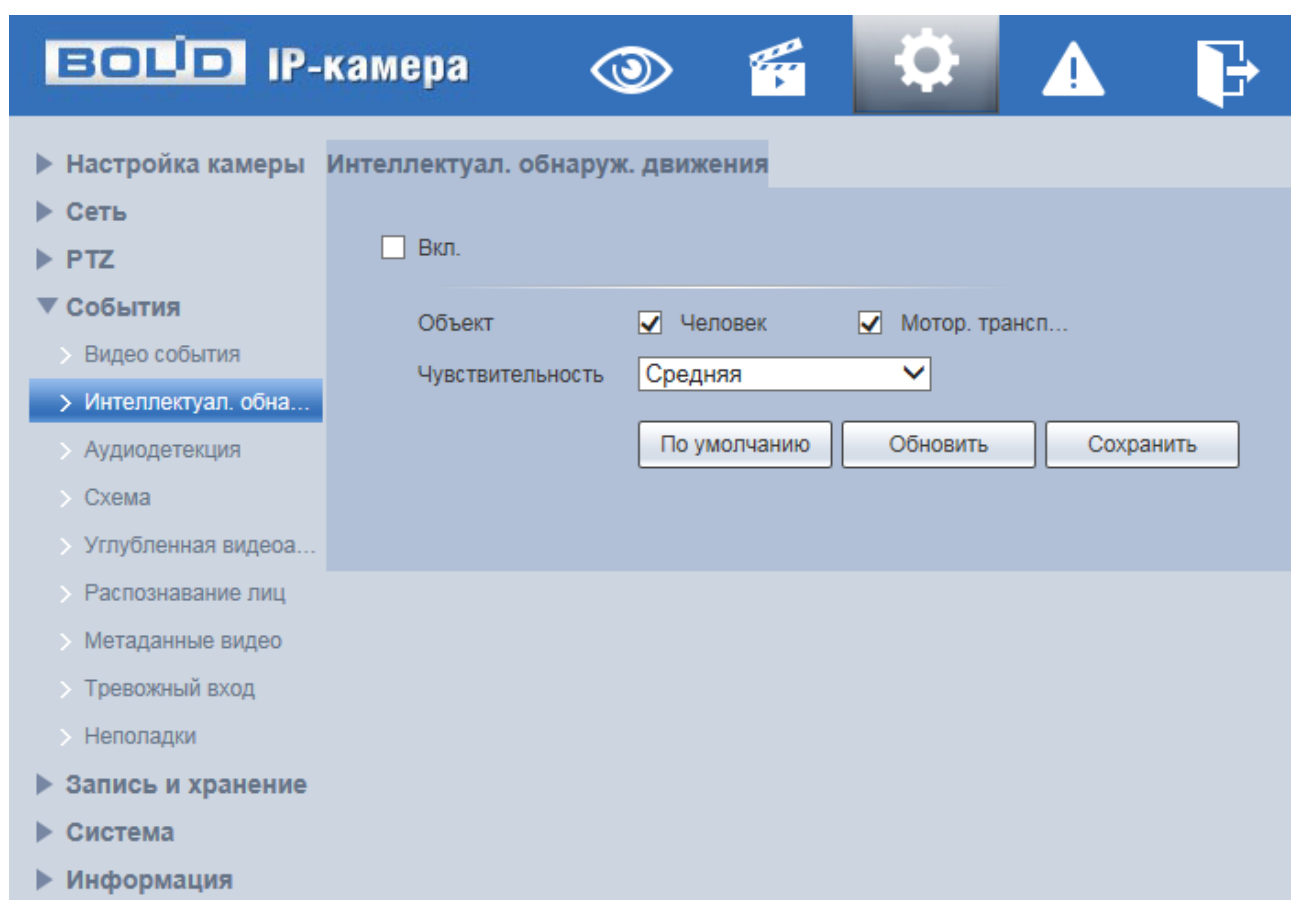 BOLID IP-камера
Настройка камеры
Сеть
PTZ
События
Видео события
Интеллектуал. обна...
Аудиодетекция
Схема
Углубленная видеоа...
Распознавание лиц
Метаданные видео
Тревожный вход
Неполадки
Запись и хранение
Система
Информация
Интеллектуал. обнаруж. движения
Вкл.
Объект Человек Мотор. трансп...
Чувствительность Средняя
По умолчанию Обновить Сохранить